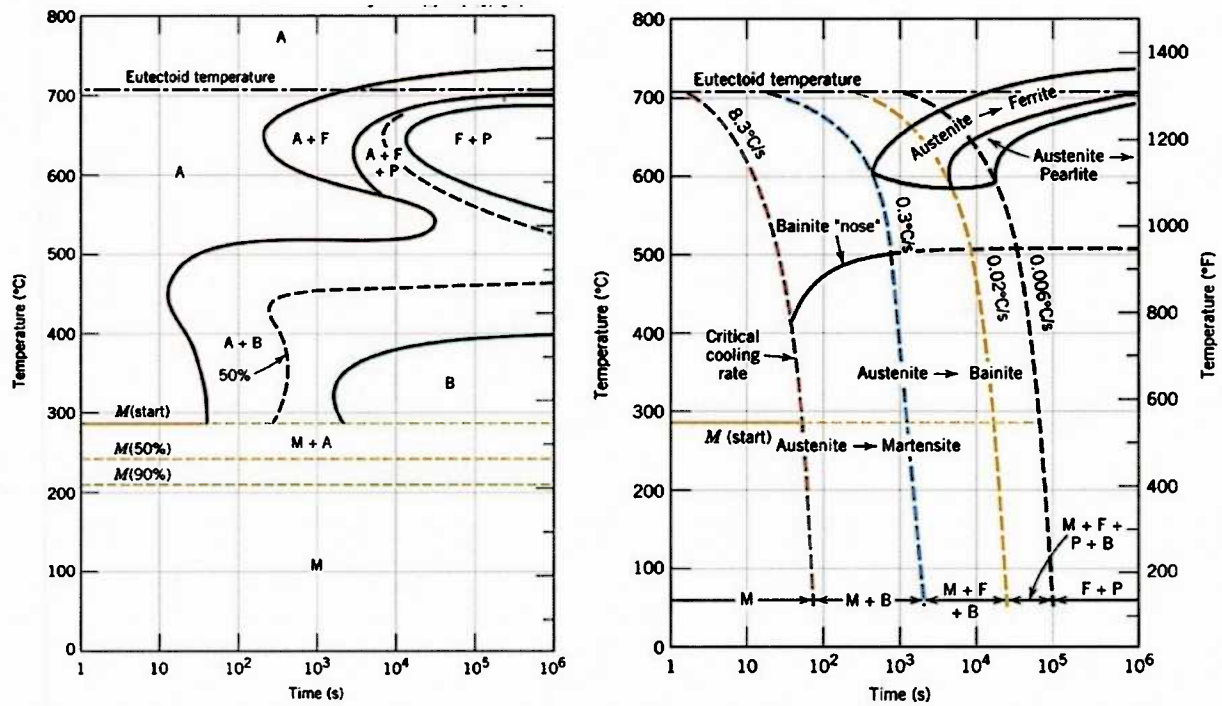 800
700
600
500
400
300
200
100
0
Temperature (°C)
A
Eutectoid temperature
A + F
A + F
+ P
F + P
A
A + B
50%
B
M(start)
M + A
M(50%)
M(90%)
M
1
10
10²
10³
10⁴
10⁵
10⁶
Time (s)
800
700
600
500
400
300
200
100
0
Temperature (°C)
1400
1200
1000
800
600
400
200
Temperature (°F)
Eutectoid temperature
8.3°C/s
Austenite → Ferrite
Austenite →
Pearlite
0.3°C/s
Bainite "nose"
0.02°C/s
0.006°C/s
Critical
cooling
rate
Austenite → Bainite
M (start)
Austenite → Martensite
M + F +
P + B
M
M + B
M + F
+ B
F + P
1
10
10²
10³
10⁴
10⁵
10⁶
Time (s)